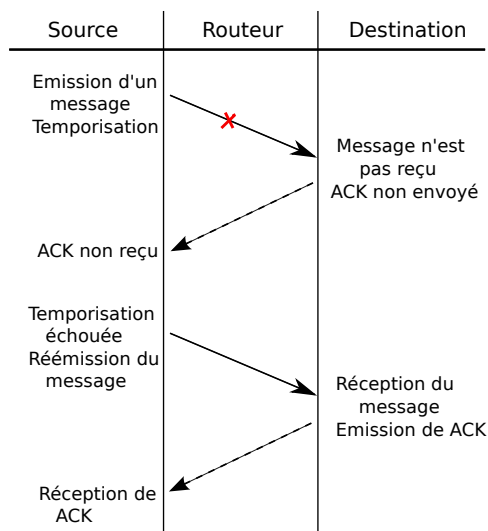 Source
Routeur
Destination
Emission d'un
message
Temporisation
Message n'est
pas reçu
ACK non envoyé
ACK non reçu
Temporisation
échouée
Réémission du
message
Réception du
message
Emission de ACK
Réception de
ACK